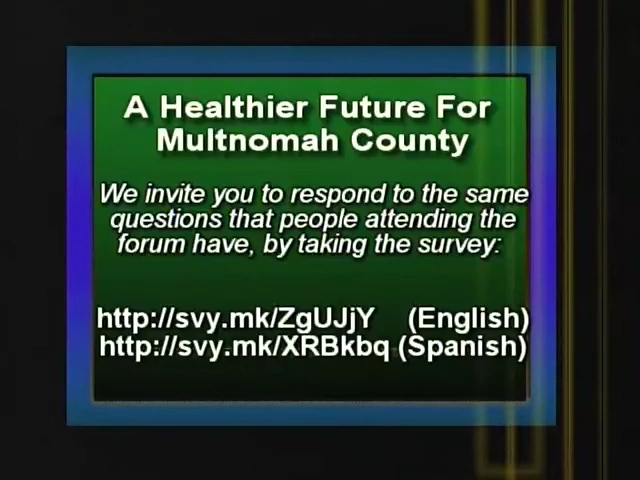 A Healthier Future For
Multnomah County
We invite you to respond to the same
questions that people attending the
forum have, by taking the survey:
http://svy.mk/ZgUJjY (English)
http://svy.mk/XRBkbq (Spanish)